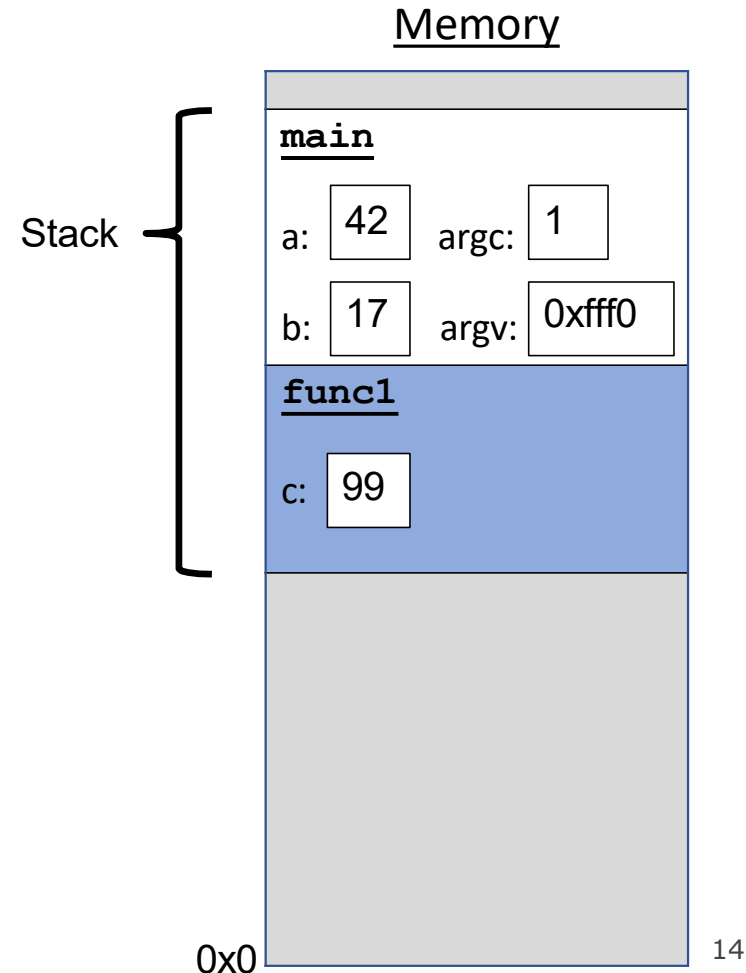 Memory
main
Stack
a: 42 argc: 1
b: 17 argv: 0xfff0
func1
c: 99
0x0
14